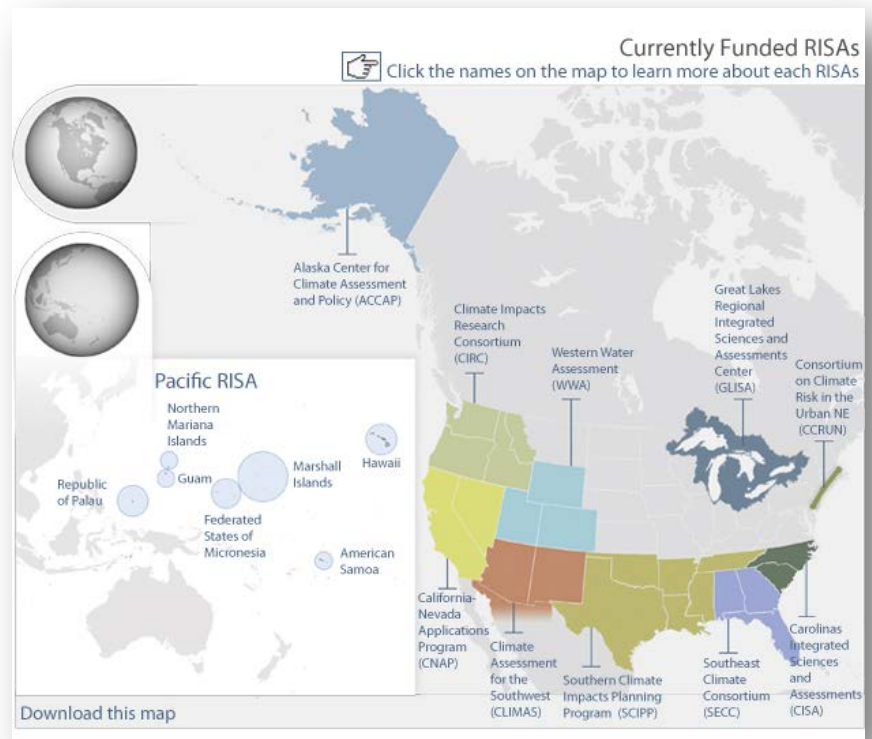 Currently Funded RISAs
Click the names on the map to learn more about each RISAs
Alaska Center for
Climate Assessment
and Policy (ACCAP)
Climate Impacts
Research
Consortium
(CIRC)
Western Water
Assessment
(WWA)
Great Lakes
Regional
Integrated
Sciences and
Assessments
Center
(GLISA)
Consortium
on Climate
Risk in the
Urban NE
(CCRUN)
Pacific RISA
Northern
Mariana
Islands
Guam
Republic
of Palau
Federated
States of
Micronesia
Marshall
Islands
Hawaii
American
Samoa
California-
Nevada
Applications
Program
(CNAP)
Climate
Assessment
for the
Southwest
(CLIMAS)
Southern Climate
Impacts Planning
Program (SCIPP)
Southeast
Climate
Consortium
(SECC)
Carolinas
Integrated
Sciences
and
Assessments
(CISA)
Download this map